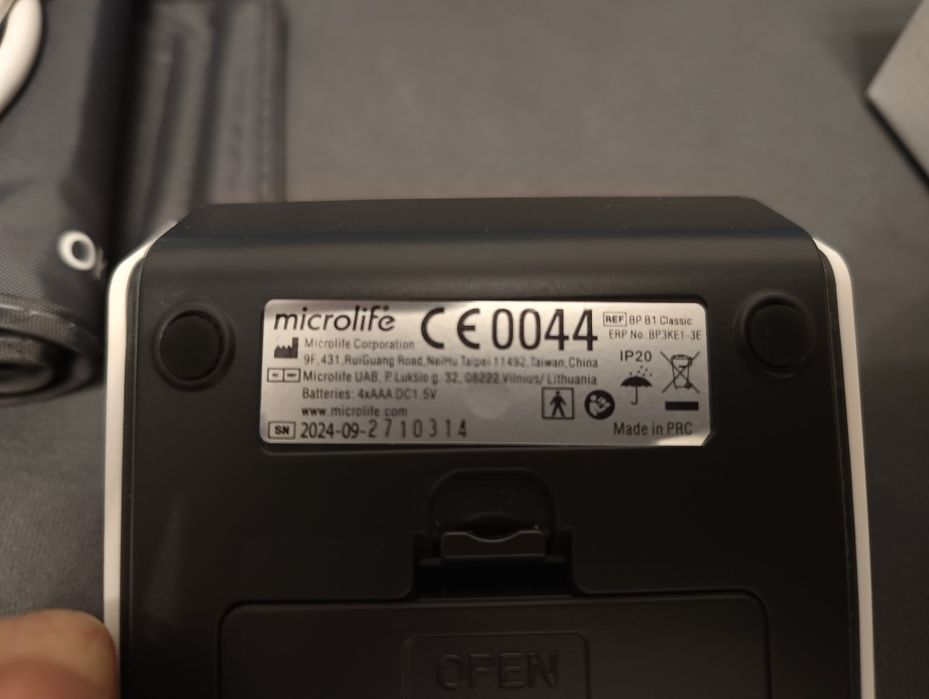 microlife
CE 0044
REF BP B1 Classic
ERP No. BP3KE1-3E
Microlife Corporation
9F, 431, RuiGuang Road, NeiHu Taipei 11492, Taiwan, China
Microlife UAB, P. Lukšio g. 32, 08222 Vilnius/ Lithuania
Batteries: 4xAAA DC1.5V
www.microlife.com
SN 2024-09-2710314
IP20
Made in PRC
OPEN